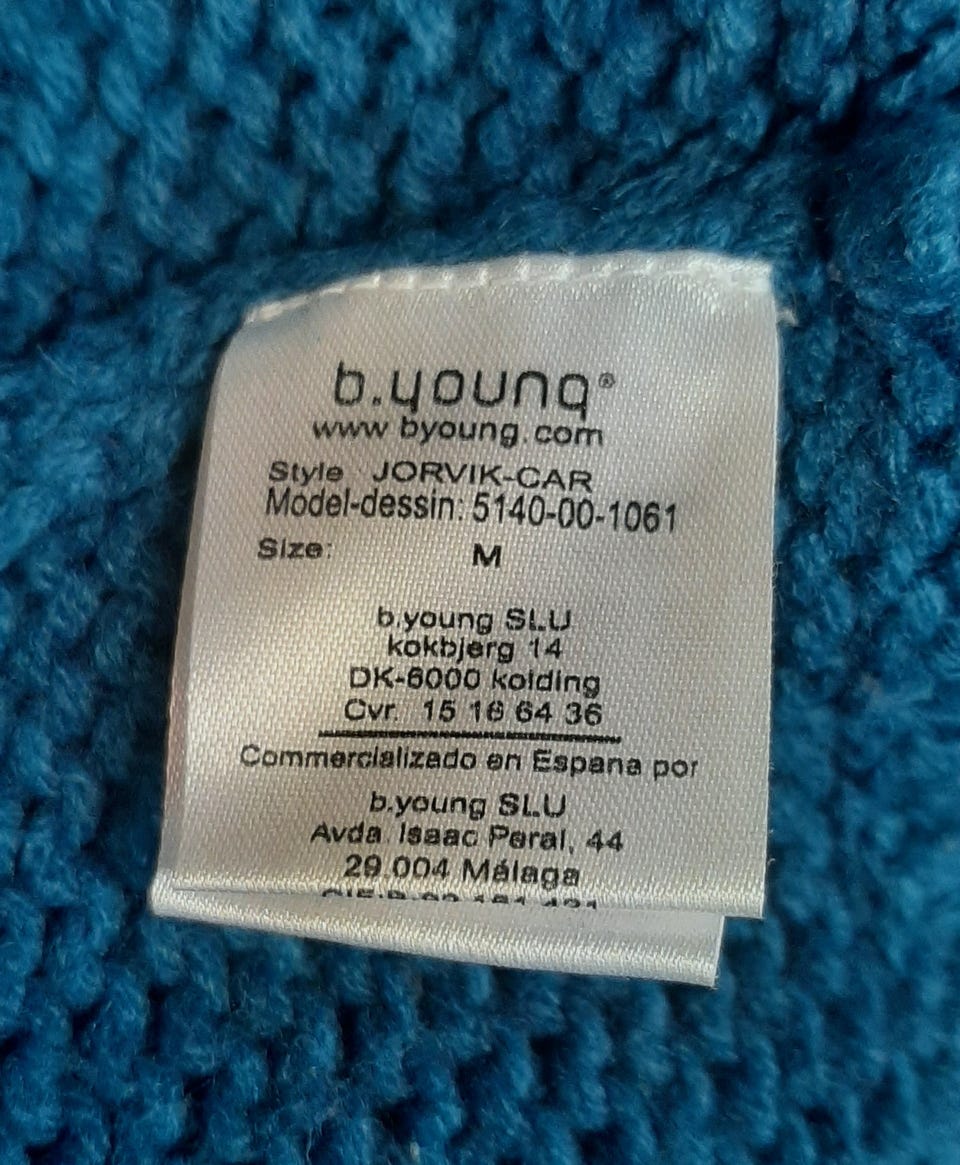 b.young®
www byoung.com
Style JORVIK-CAR
Model-dessin: 5140-00-1061
Size: M
b.young SLU
kokbjerg 14
DK-6000 kolding
Cvr. 15 16 64 36
Commercializado en Espana por
b.young SLU
Avda. Isaac Peral, 44
29.004 Málaga